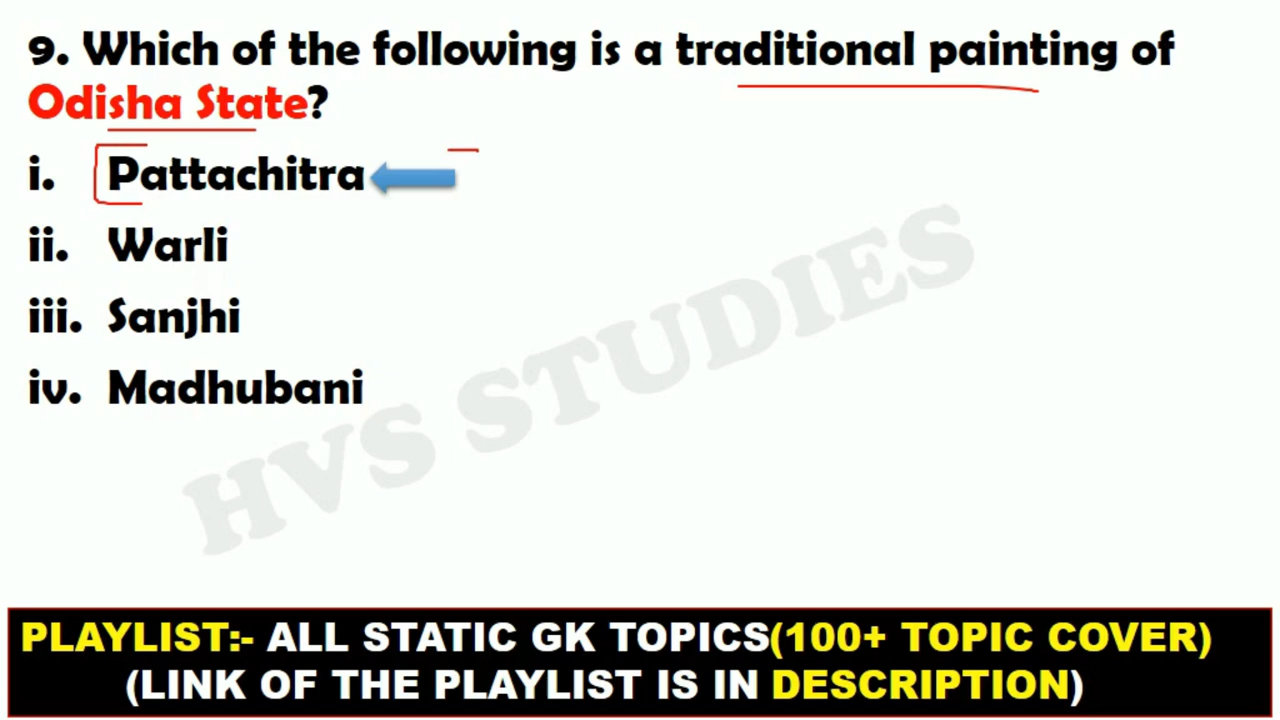 9. Which of the following is a traditional painting of
Odisha State?
i. Pattachitra
ii. Warli
iii. Sanjhi
iv. Madhubani
HVS STUDIES
PLAYLIST:- ALL STATIC GK TOPICS(100+ TOPIC COVER)
(LINK OF THE PLAYLIST IS IN DESCRIPTION)